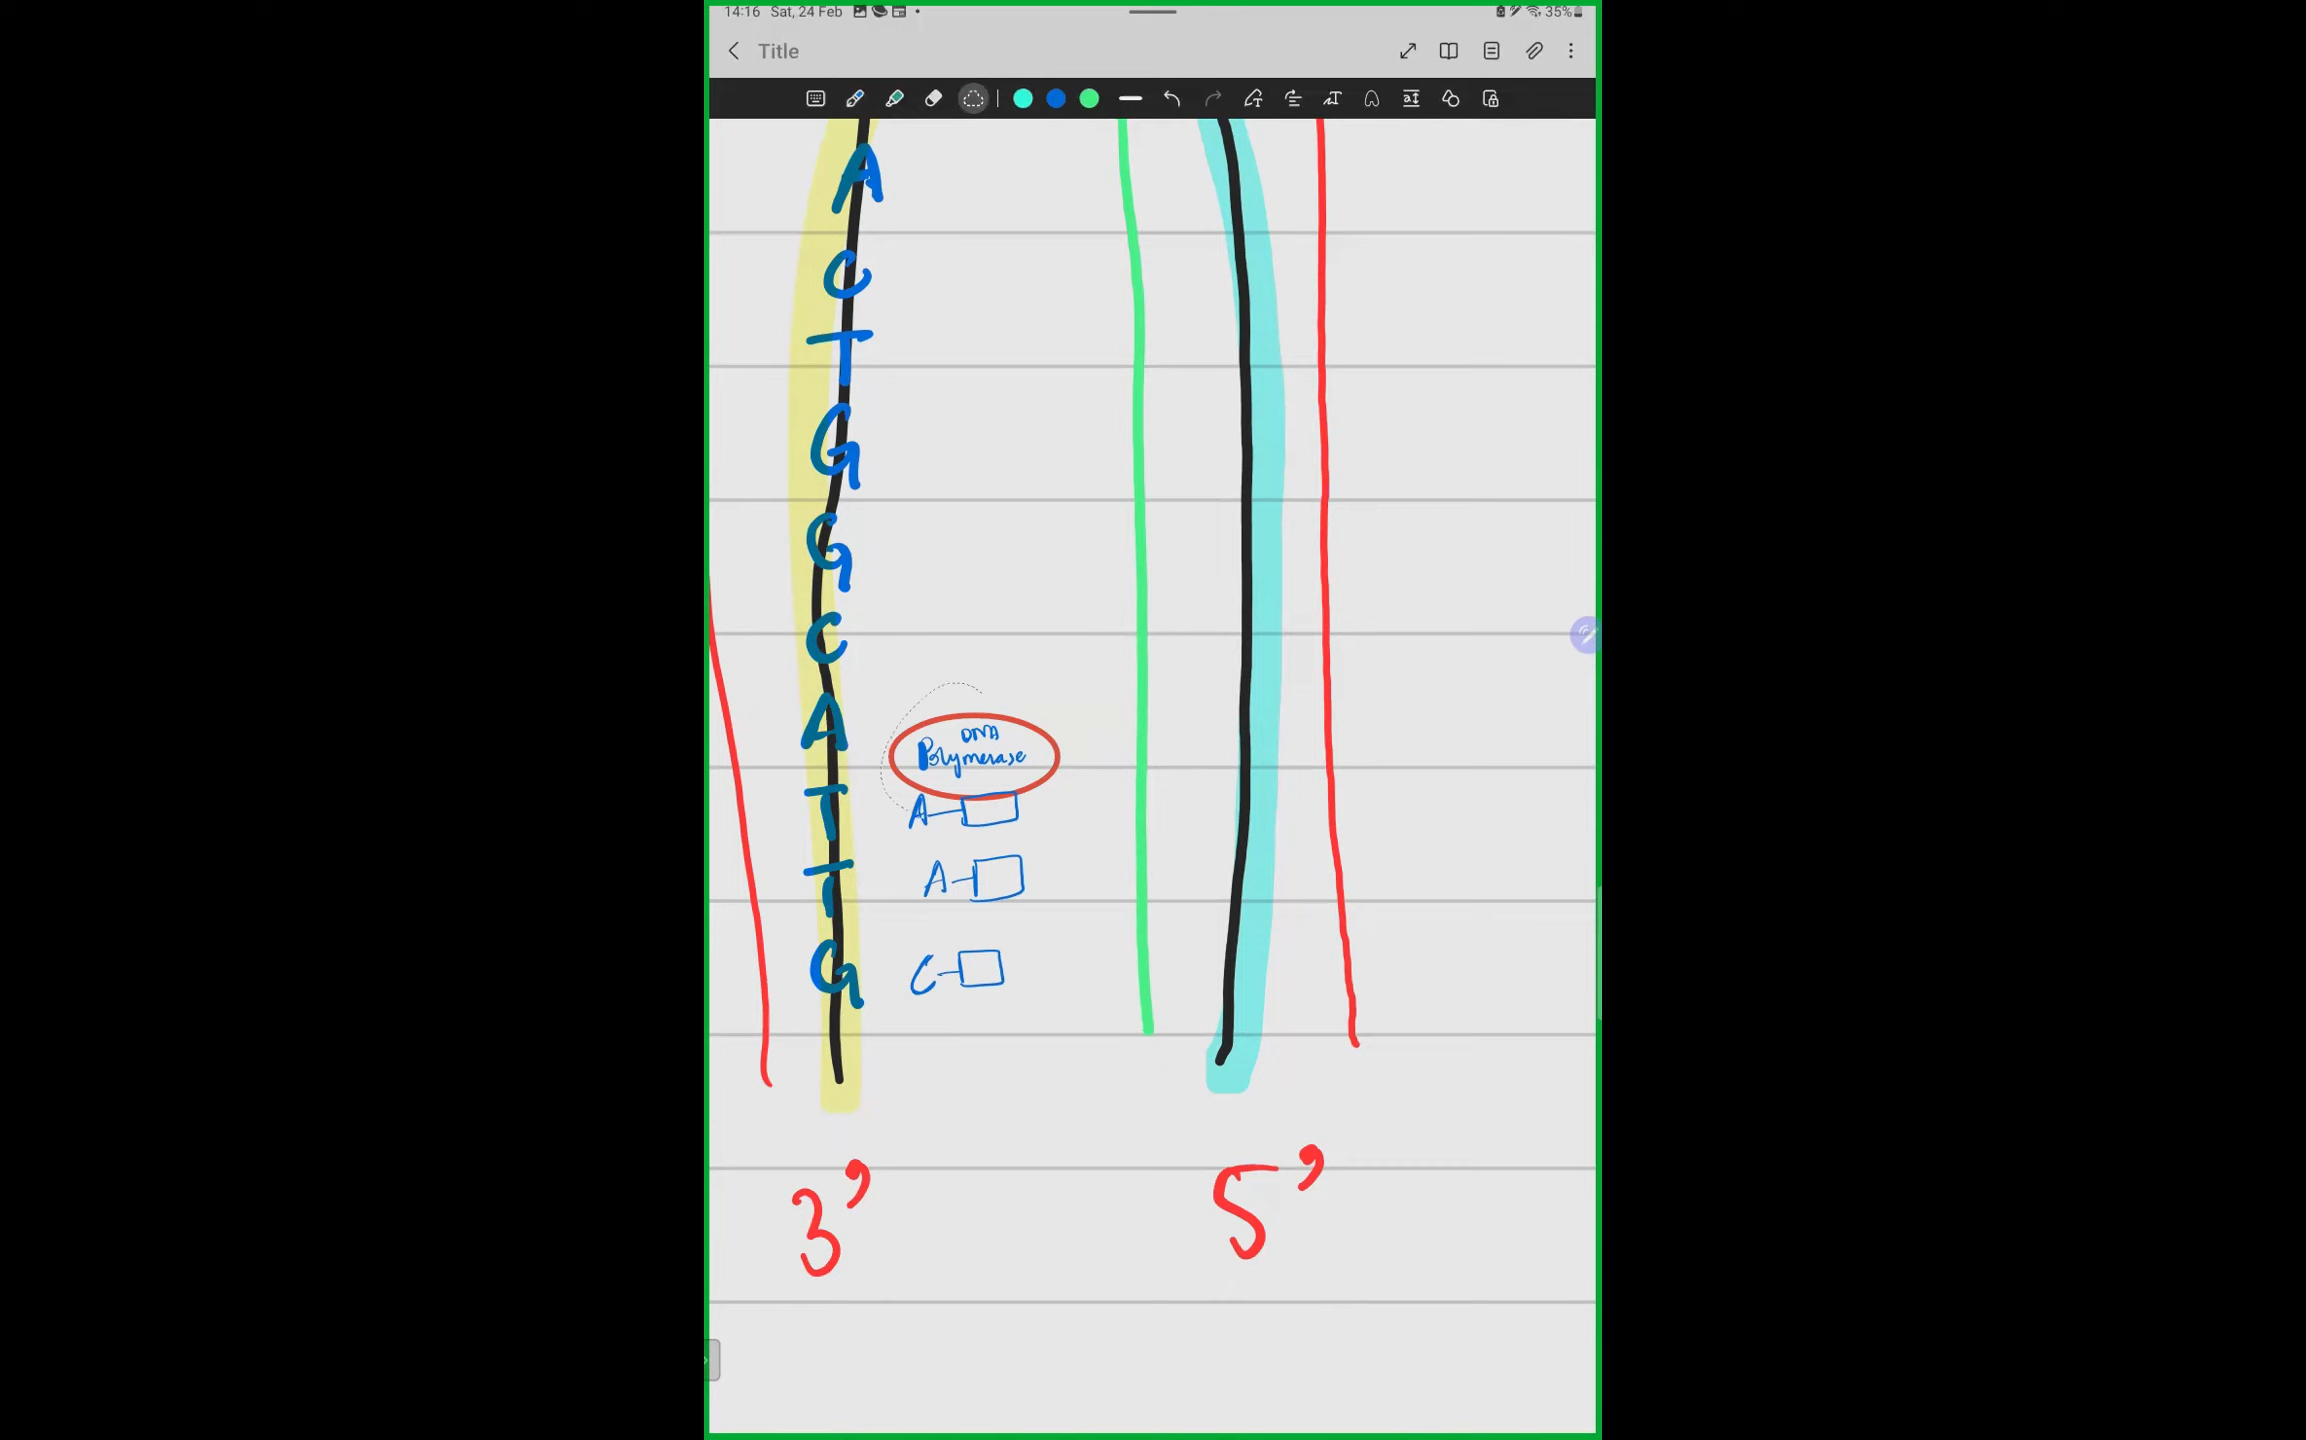 14:16 Sat, 24 Feb
35%
Title
A
C
T
G
G
C
A
DNA
Polymerase
T
A
T
A
G
C
3’
5’